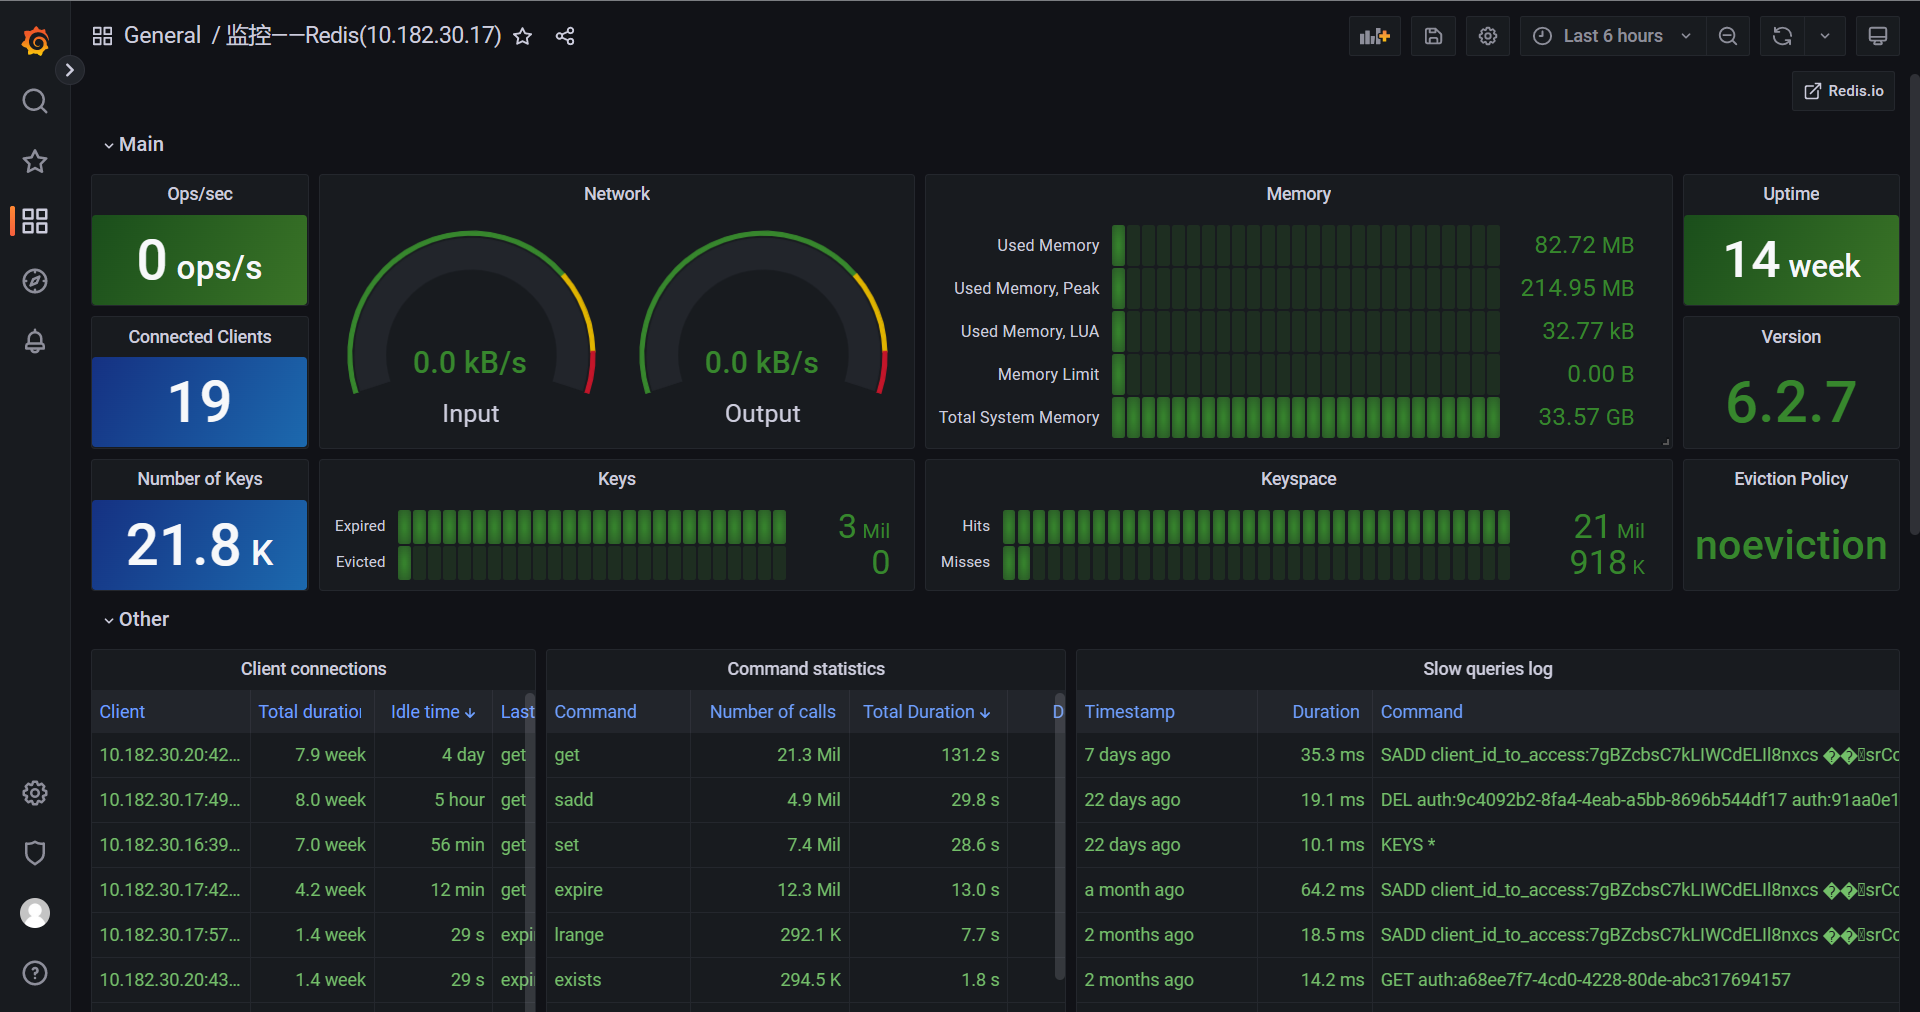 General / 监控——Redis(10.182.30.17)
Last 6 hours
Redis.io
Main
Ops/sec
0 ops/s
Network
0.0 kB/s
Input
0.0 kB/s
Output
Memory
Used Memory 82.72 MB
Used Memory, Peak 214.95 MB
Used Memory, LUA 32.77 kB
Memory Limit 0.00 B
Total System Memory 33.57 GB
Uptime
14 week
Connected Clients
19
Version
6.2.7
Number of Keys
21.8 K
Keys
Expired 3 Mil
Evicted 0
Keyspace
Hits 21 Mil
Misses 918 K
Eviction Policy
noeviction
Other
Client connections
Client Total duration Idle time Last
10.182.30.20:42... 7.9 week 4 day get
10.182.30.17:49... 8.0 week 5 hour get
10.182.30.16:39... 7.0 week 56 min get
10.182.30.17:42... 4.2 week 12 min get
10.182.30.17:57... 1.4 week 29 s expi
10.182.30.20:43... 1.4 week 29 s expi
Command statistics
Command Number of calls Total Duration D
get 21.3 Mil 131.2 s
sadd 4.9 Mil 29.8 s
set 7.4 Mil 28.6 s
expire 12.3 Mil 13.0 s
lrange 292.1 K 7.7 s
exists 294.5 K 1.8 s
Slow queries log
Timestamp Duration Command
7 days ago 35.3 ms SADD client_id_to_access:7gBZcbsC7kLIWCdELIl8nxcs ��srCc
22 days ago 19.1 ms DEL auth:9c4092b2-8fa4-4eab-a5bb-8696b544df17 auth:91aa0e1
22 days ago 10.1 ms KEYS *
a month ago 64.2 ms SADD client_id_to_access:7gBZcbsC7kLIWCdELIl8nxcs ��srCc
2 months ago 18.5 ms SADD client_id_to_access:7gBZcbsC7kLIWCdELIl8nxcs ��srCc
2 months ago 14.2 ms GET auth:a68ee7f7-4cd0-4228-80de-abc317694157